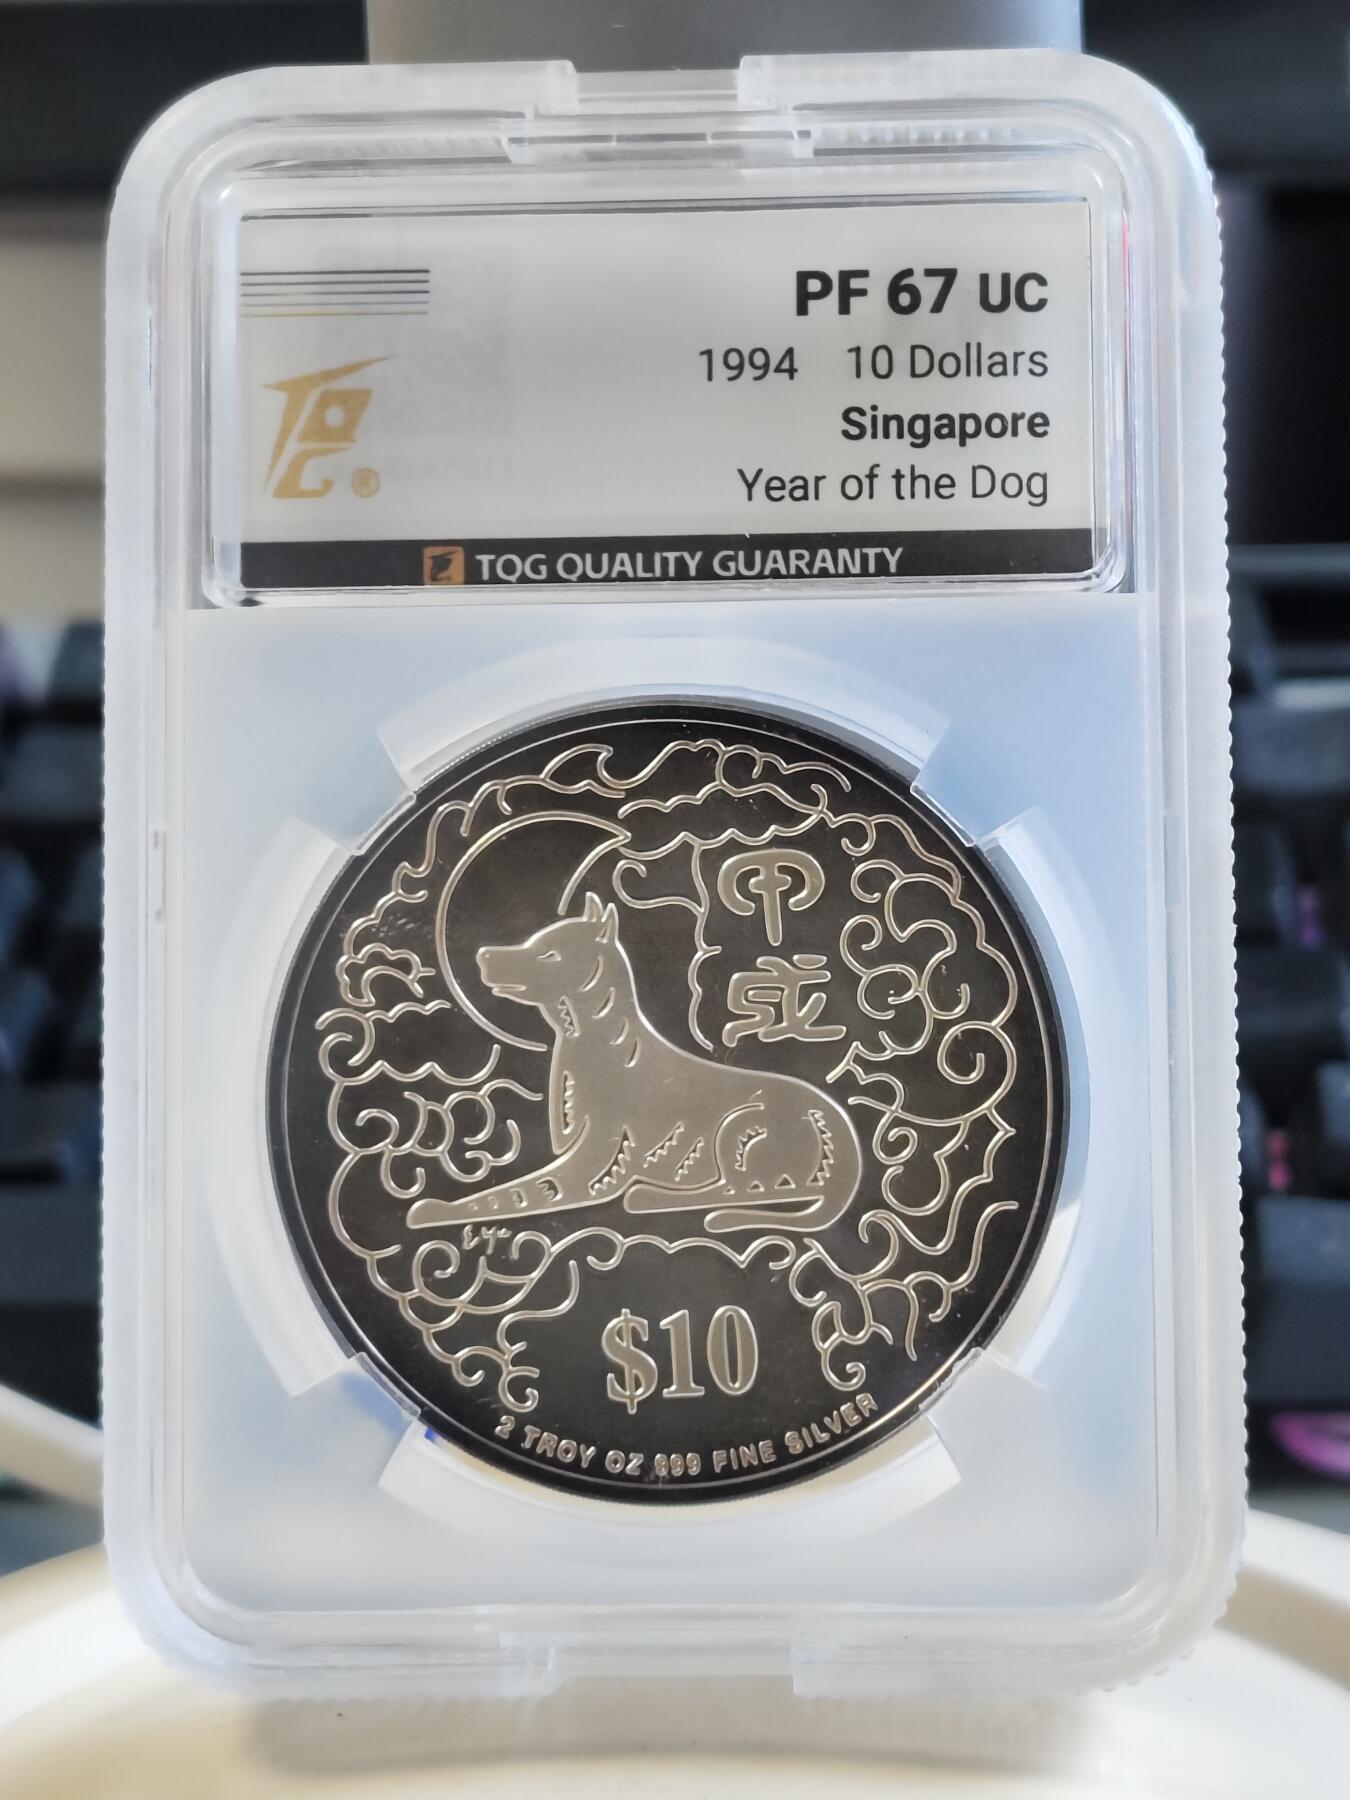 PF 67 UC
1994 10 Dollars
Singapore
Year of the Dog
TQG ®
TQG QUALITY GUARANTY
甲
戌
$10
2 TROY OZ 999 FINE SILVER